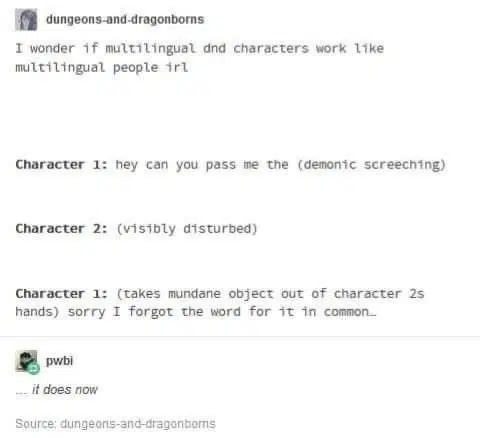 dungeons-and-dragonborns
I wonder if multilingual dnd characters work like
multilingual people irl
Character 1: hey can you pass me the (demonic screeching)
Character 2: (visibly disturbed)
Character 1: (takes mundane object out of character 2s
hands) sorry I forgot the word for it in common…
pwbi
... it does now
Source: dungeons-and-dragonborns